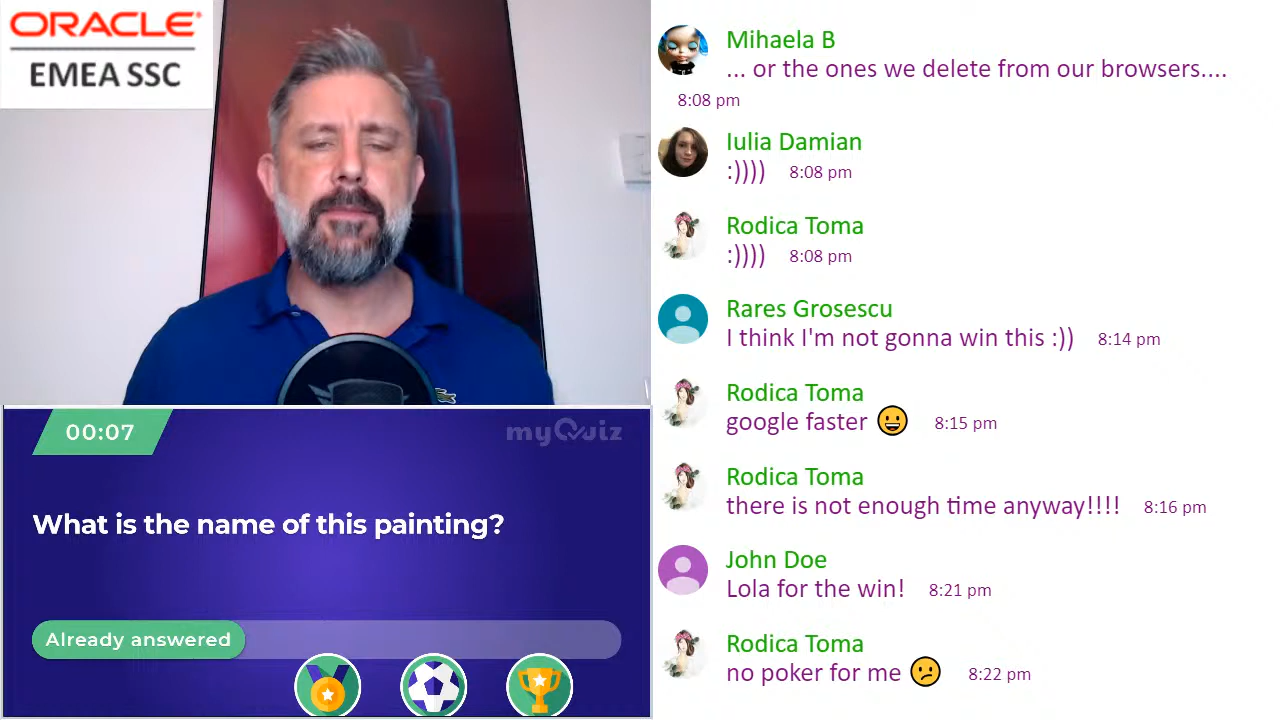 ORACLE®
EMEA SSC
00:07
myQuiz
What is the name of this painting?
Already answered
Mihaela B
... or the ones we delete from our browsers....
8:08 pm
Iulia Damian
:)))) 8:08 pm
Rodica Toma
:)))) 8:08 pm
Rares Grosescu
I think I'm not gonna win this :)) 8:14 pm
Rodica Toma
google faster 😀 8:15 pm
Rodica Toma
there is not enough time anyway!!!! 8:16 pm
John Doe
Lola for the win! 8:21 pm
Rodica Toma
no poker for me 😕 8:22 pm